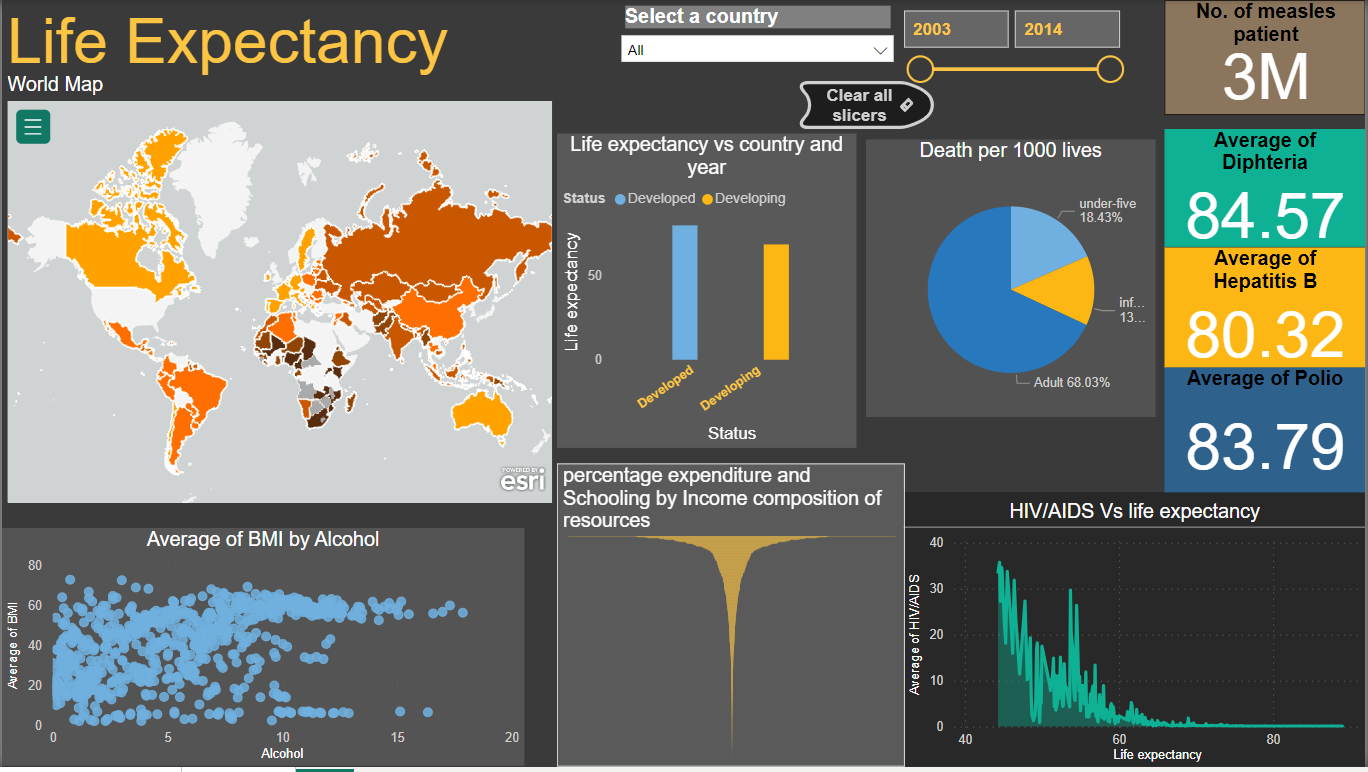 Life Expectancy
World Map
POWERED BY
esri
Select a country
All
2003
2014
Clear all
slicers
No. of measles
patient
3M
Life expectancy vs country and
year
Status Developed Developing
Life expectancy
50
0
Developed
Developing
Status
Death per 1000 lives
under-five
18.43%
inf...
13...
Adult 68.03%
Average of
Diphteria
84.57
Average of
Hepatitis B
80.32
Average of Polio
83.79
Average of BMI by Alcohol
Average of BMI
80
60
40
20
0
0 5 10 15 20
Alcohol
percentage expenditure and
Schooling by Income composition of
resources
HIV/AIDS Vs life expectancy
Average of HIV/AIDS
40
30
20
10
0
40 60 80
Life expectancy